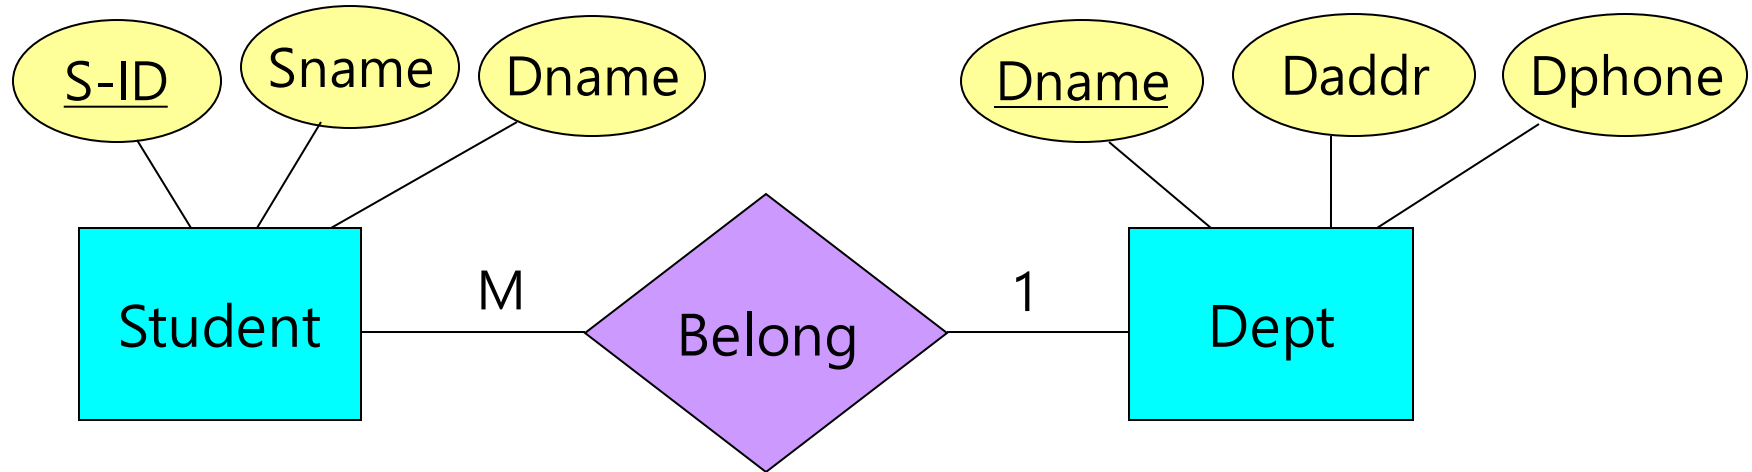 S-ID
Sname
Dname
Dname
Daddr
Dphone
Student
M
Belong
1
Dept